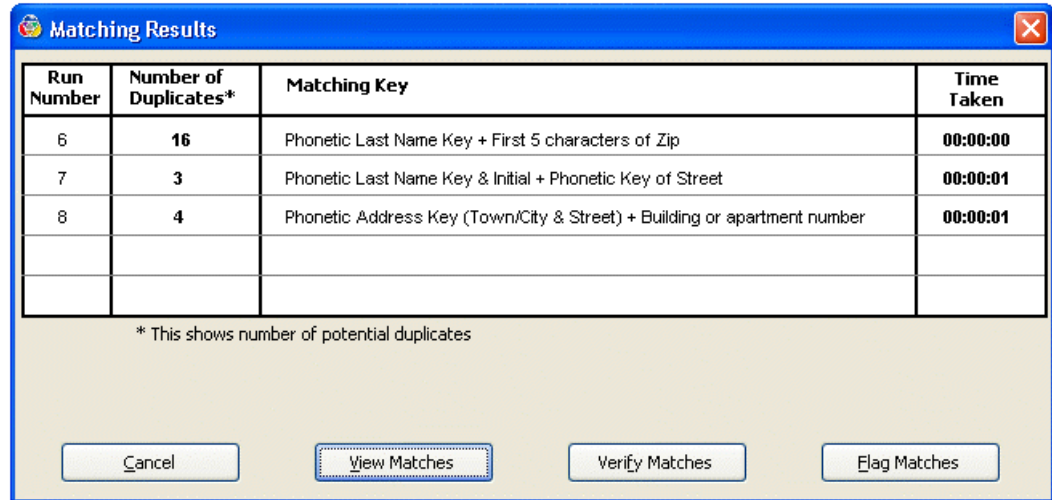 Matching Results
Run Number Number of Duplicates* Matching Key Time Taken
6 16 Phonetic Last Name Key + First 5 characters of Zip 00:00:00
7 3 Phonetic Last Name Key & Initial + Phonetic Key of Street 00:00:01
8 4 Phonetic Address Key (Town/City & Street) + Building or apartment number 00:00:01
* This shows number of potential duplicates
Cancel View Matches Verify Matches Flag Matches